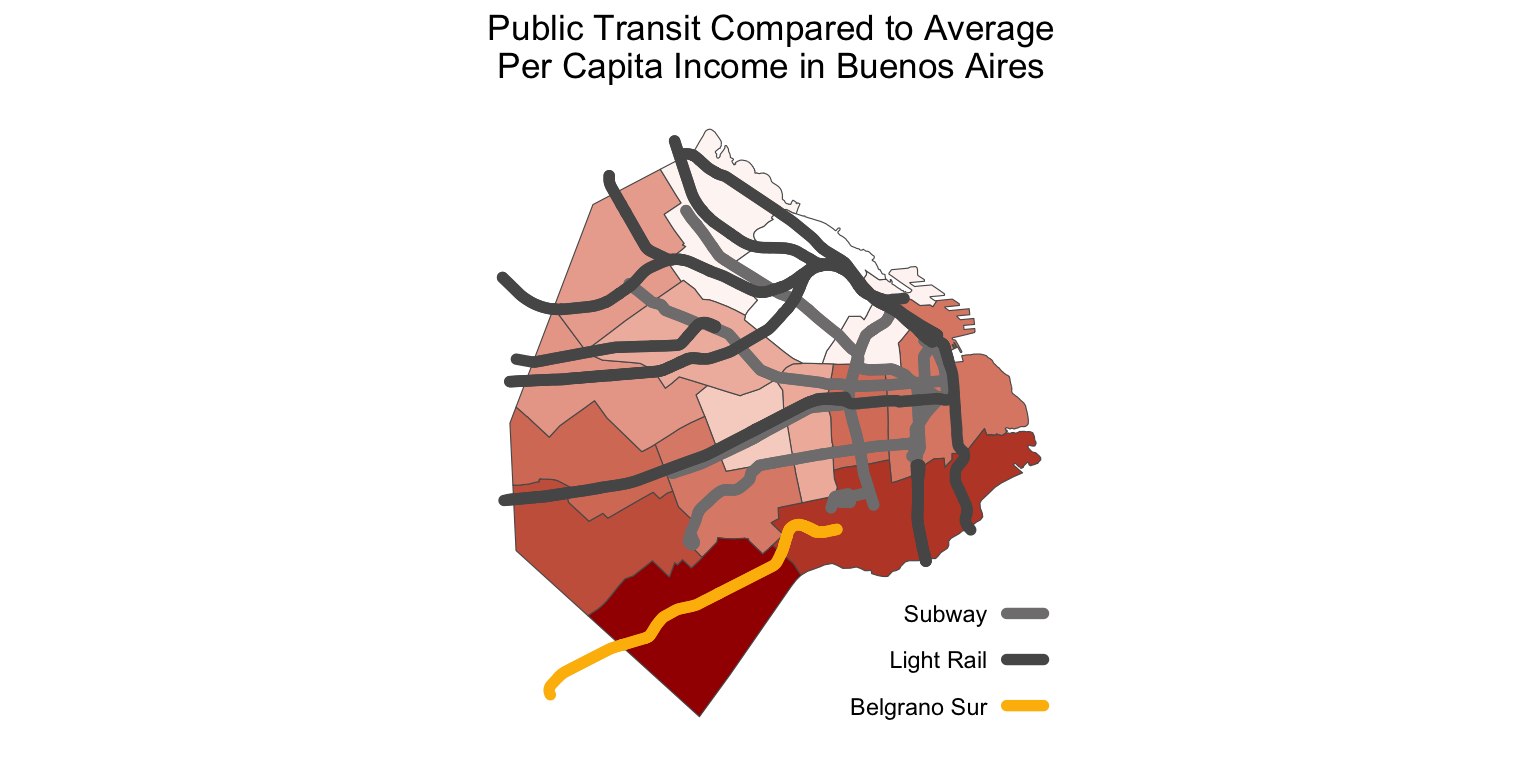 Public Transit Compared to Average
Per Capita Income in Buenos Aires
Subway
Light Rail
Belgrano Sur